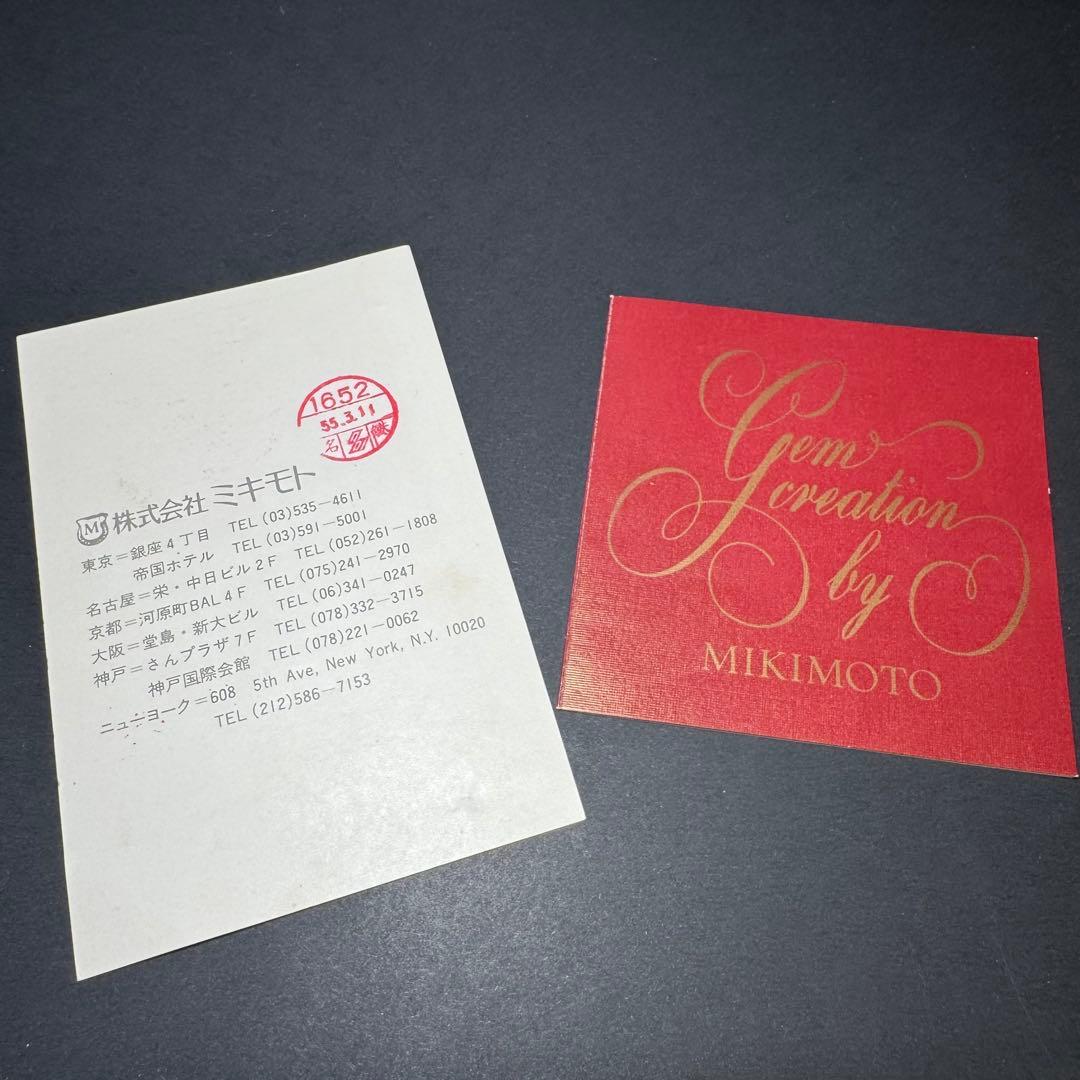 1652
55.3.11
名
鉄
M
株式会社 ミキモト
東京＝銀座4丁目 TEL (03)535—4611
帝国ホテル TEL (03)591—5001
名古屋＝栄・中日ビル2F TEL (052)261—1808
京都＝河原町BAL4F TEL (075)241—2970
大阪＝堂島・新大ビル TEL (06)341—0247
神戸＝さんプラザ7F TEL (078)332—3715
神戸国際会館 TEL (078)221—0062
ニューヨーク＝608 5th Ave, New York, N.Y. 10020
TEL (212)586—7153
Gem
creation
by
MIKIMOTO